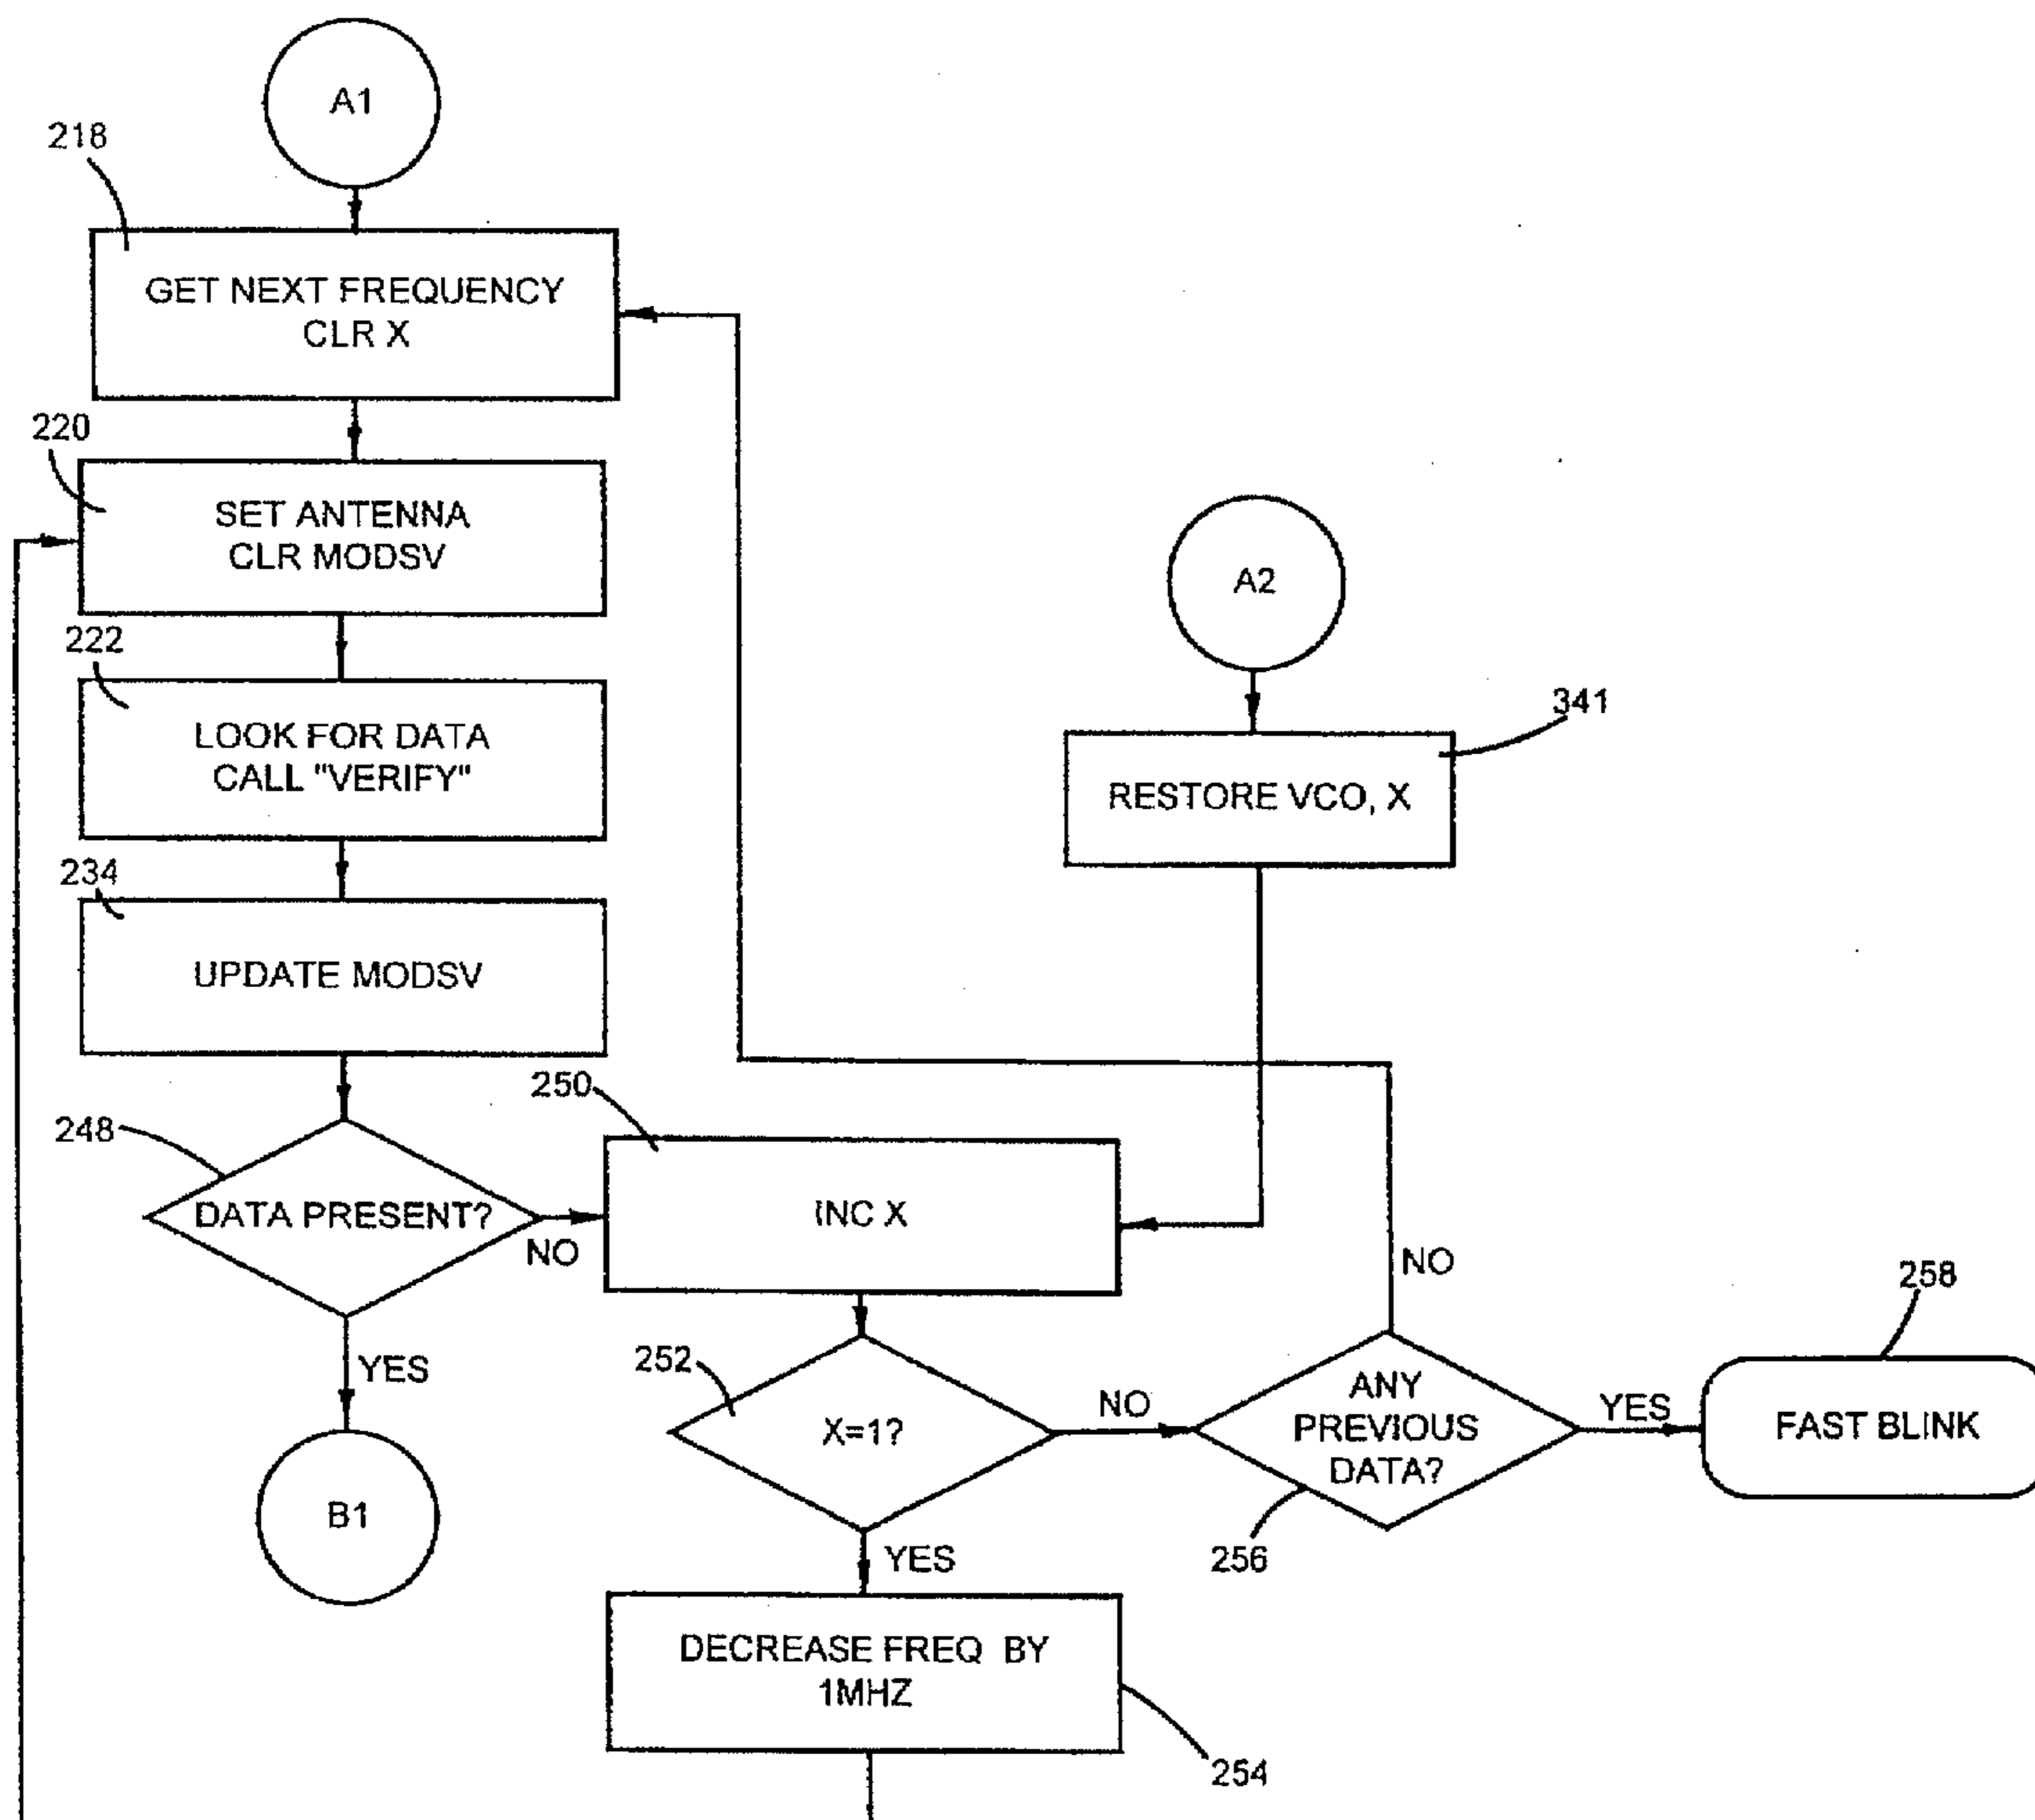 A1
218
GET NEXT FREQUENCY
CLR X
220
SET ANTENNA
CLR MODSV
A2
222
LOOK FOR DATA
CALL "VERIFY"
341
RESTORE VCO, X
234
UPDATE MODSV
248
DATA PRESENT?
NO
YES
B1
250
INC X
252
X=1?
NO
YES
NO
ANY
PREVIOUS
DATA?
256
YES
258
FAST BLINK
DECREASE FREQ BY
1MHZ
254